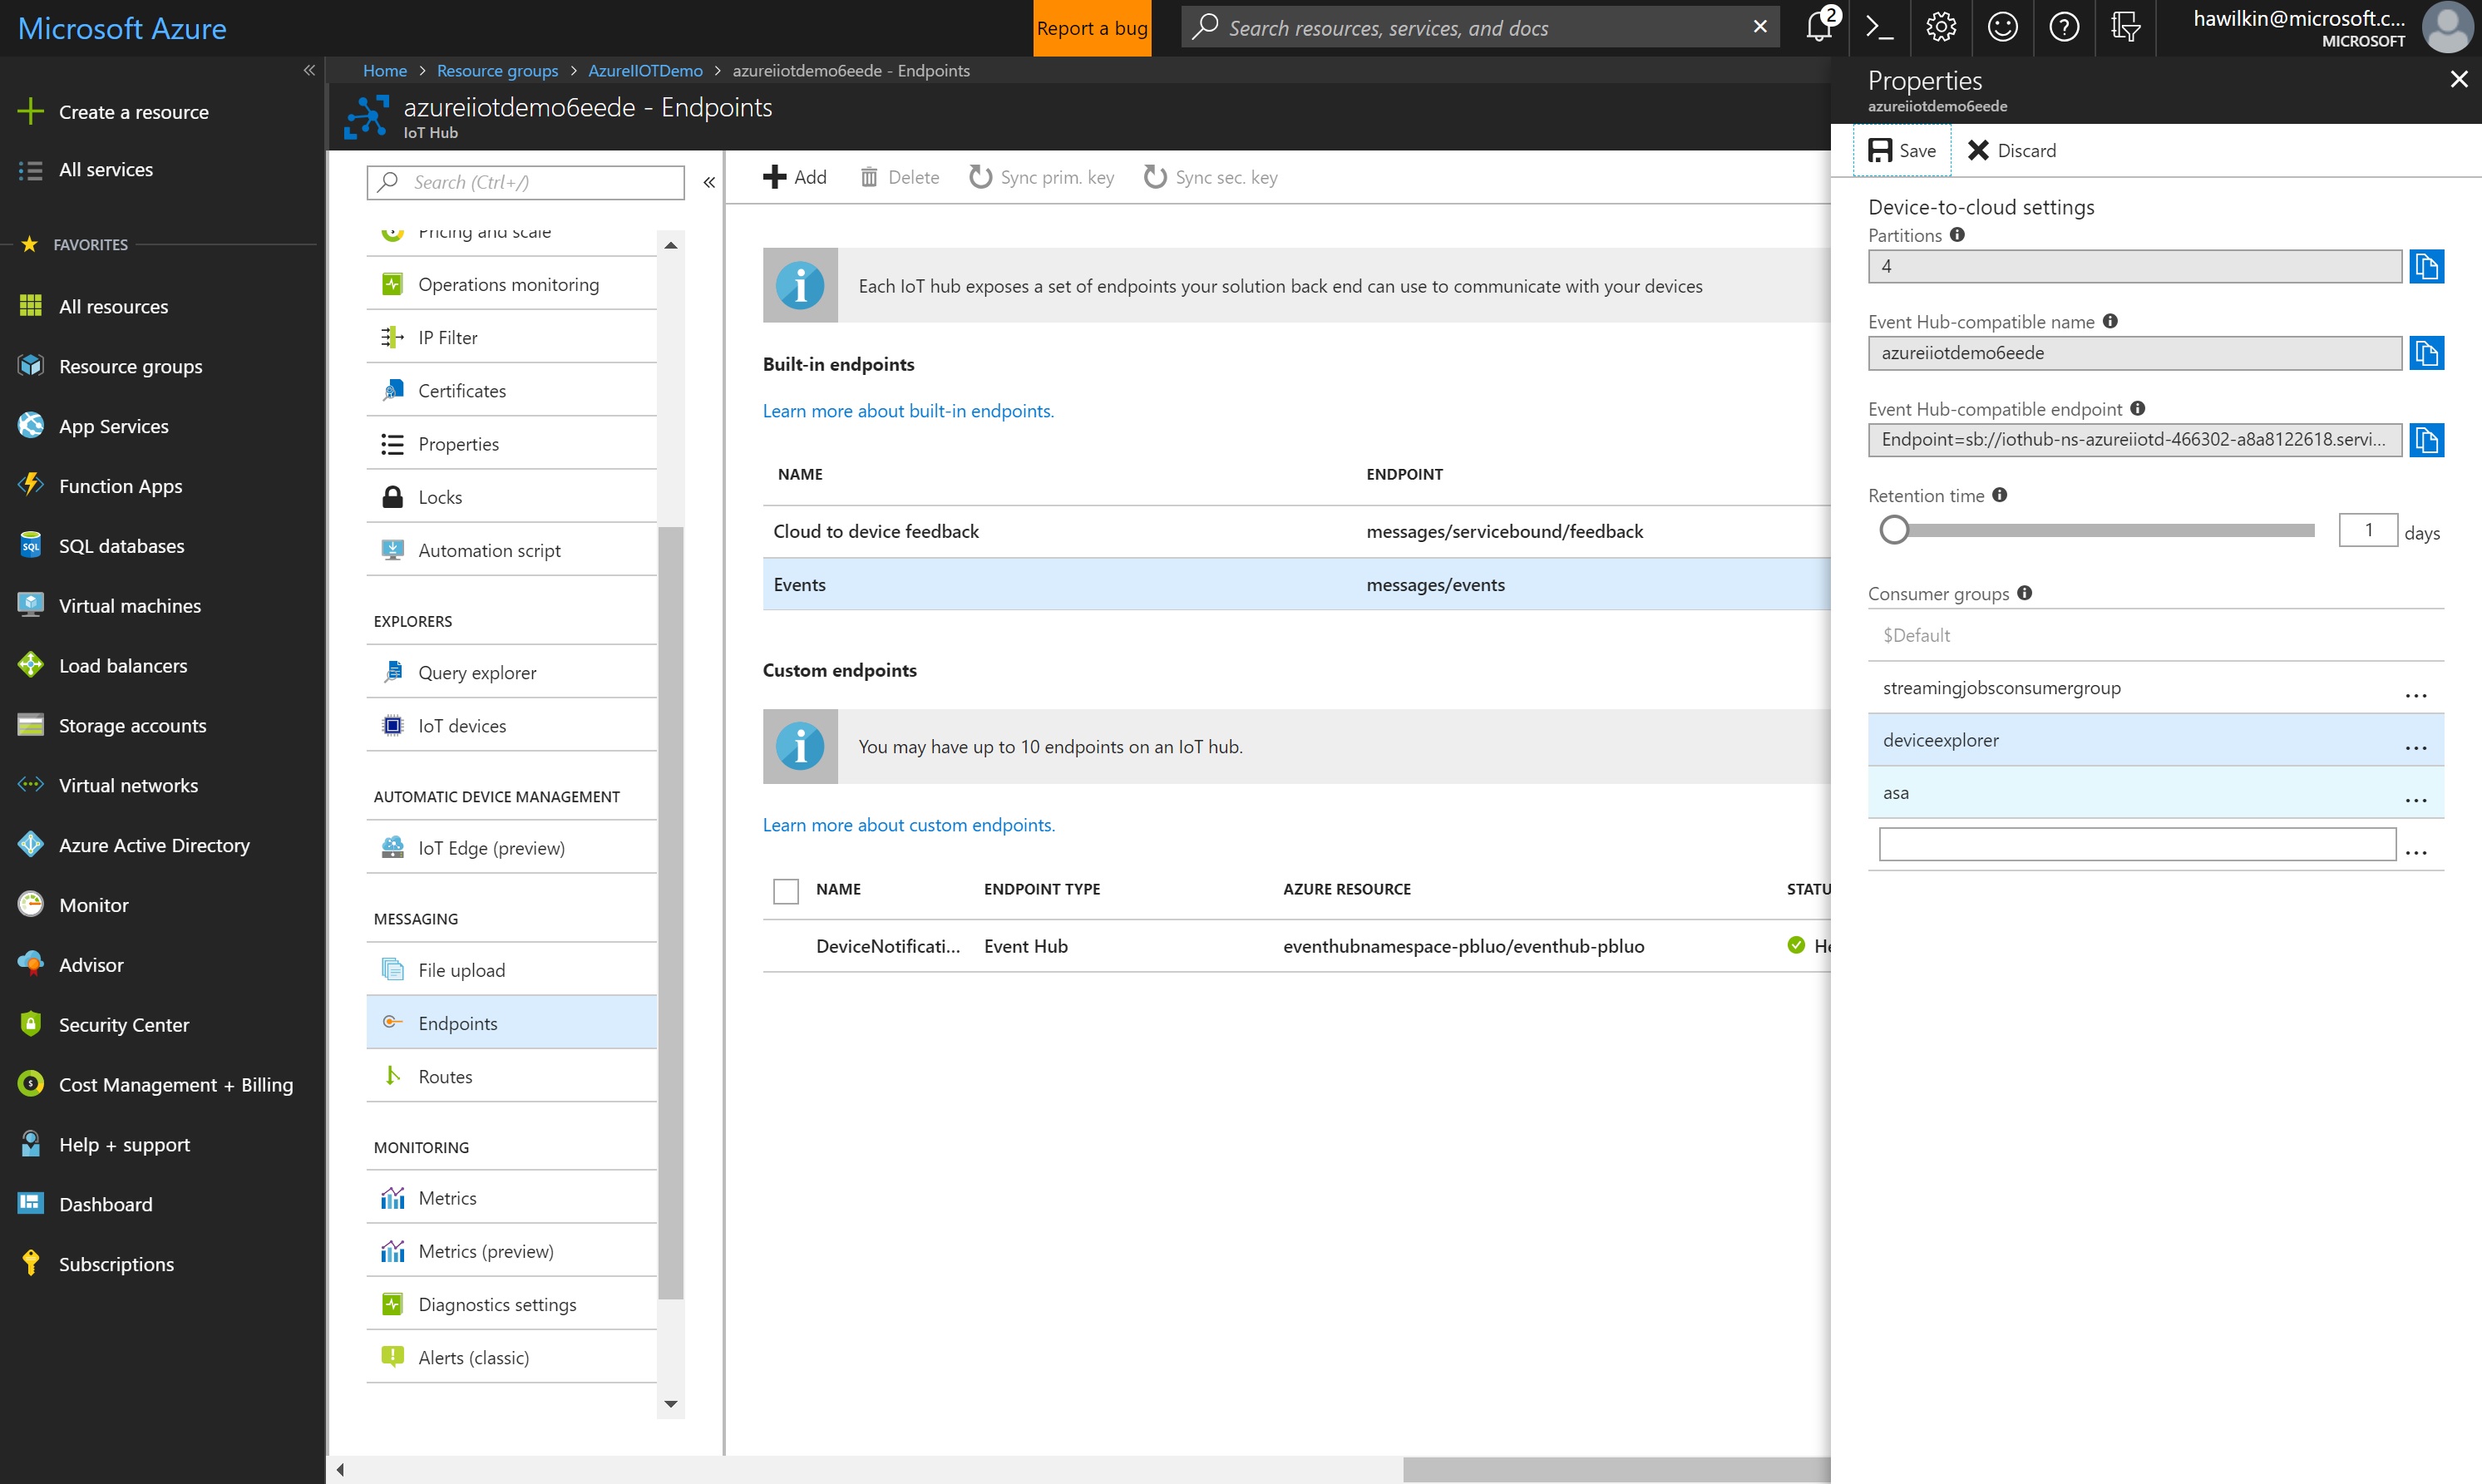 Microsoft Azure
Report a bug
Search resources, services, and docs
2
hawilkin@microsoft.c...
MICROSOFT
Create a resource
All services
FAVORITES
All resources
Resource groups
App Services
Function Apps
SQL databases
Virtual machines
Load balancers
Storage accounts
Virtual networks
Azure Active Directory
Monitor
Advisor
Security Center
Cost Management + Billing
Help + support
Dashboard
Subscriptions
Home > Resource groups > AzureIIOTDemo > azureiiotdemo6eede - Endpoints
azureiiotdemo6eede - Endpoints
IoT Hub
Search (Ctrl+/)
Pricing and scale
Operations monitoring
IP Filter
Certificates
Properties
Locks
Automation script
EXPLORERS
Query explorer
IoT devices
AUTOMATIC DEVICE MANAGEMENT
IoT Edge (preview)
MESSAGING
File upload
Endpoints
Routes
MONITORING
Metrics
Metrics (preview)
Diagnostics settings
Alerts (classic)
Add Delete Sync prim. key Sync sec. key
Each IoT hub exposes a set of endpoints your solution back end can use to communicate with your devices
Built-in endpoints
Learn more about built-in endpoints.
NAME ENDPOINT
Cloud to device feedback messages/servicebound/feedback
Events messages/events
Custom endpoints
You may have up to 10 endpoints on an IoT hub.
Learn more about custom endpoints.
NAME ENDPOINT TYPE AZURE RESOURCE STATU
DeviceNotificati... Event Hub eventhubnamespace-pbluo/eventhub-pbluo He
Properties
azureiiotdemo6eede
Save Discard
Device-to-cloud settings
Partitions
4
Event Hub-compatible name
azureiiotdemo6eede
Event Hub-compatible endpoint
Endpoint=sb://iothub-ns-azureiiotd-466302-a8a8122618.servi...
Retention time
1 days
Consumer groups
$Default
streamingjobsconsumergroup ...
deviceexplorer ...
asa ...
...